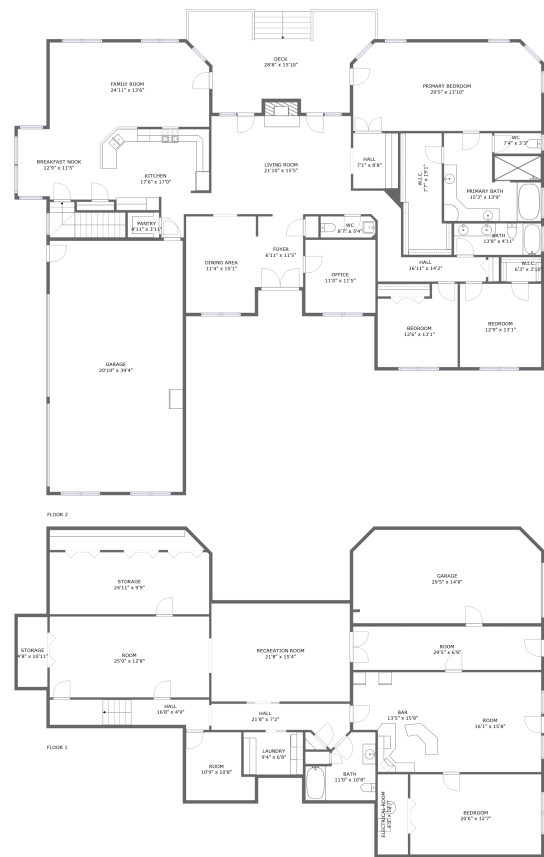 DECK
28'8" x 15'10"
FAMILY ROOM
24'11" x 13'6"
PRIMARY BEDROOM
29'5" x 13'10"
WC
7'4" x 3'3"
BREAKFAST NOOK
12'9" x 11'5"
KITCHEN
17'6" x 17'0"
LIVING ROOM
21'10" x 15'5"
HALL
7'1" x 8'8"
W.I.C.
7'7" x 19'1"
PRIMARY BATH
15'3" x 13'9"
PANTRY
4'11" x 3'11"
WC
8'7" x 3'4"
BATH
13'8" x 4'11"
DINING AREA
11'4" x 15'1"
FOYER
6'11" x 11'5"
OFFICE
11'0" x 11'5"
HALL
16'11" x 14'2"
W.I.C.
6'3" x 3'10"
BEDROOM
12'6" x 13'1"
BEDROOM
12'9" x 13'1"
GARAGE
20'10" x 39'4"
FLOOR 2
STORAGE
24'11" x 9'9"
GARAGE
29'5" x 14'8"
STORAGE
4'8" x 10'11"
ROOM
25'0" x 12'8"
RECREATION ROOM
21'8" x 15'4"
ROOM
29'5" x 6'9"
HALL
16'8" x 4'9"
HALL
21'8" x 7'2"
BAR
13'5" x 15'8"
ROOM
16'1" x 15'8"
FLOOR 1
LAUNDRY
9'4" x 6'8"
ROOM
10'9" x 10'8"
BATH
11'0" x 10'8"
ELECTRICAL ROOM
BEDROOM
20'6" x 12'7"